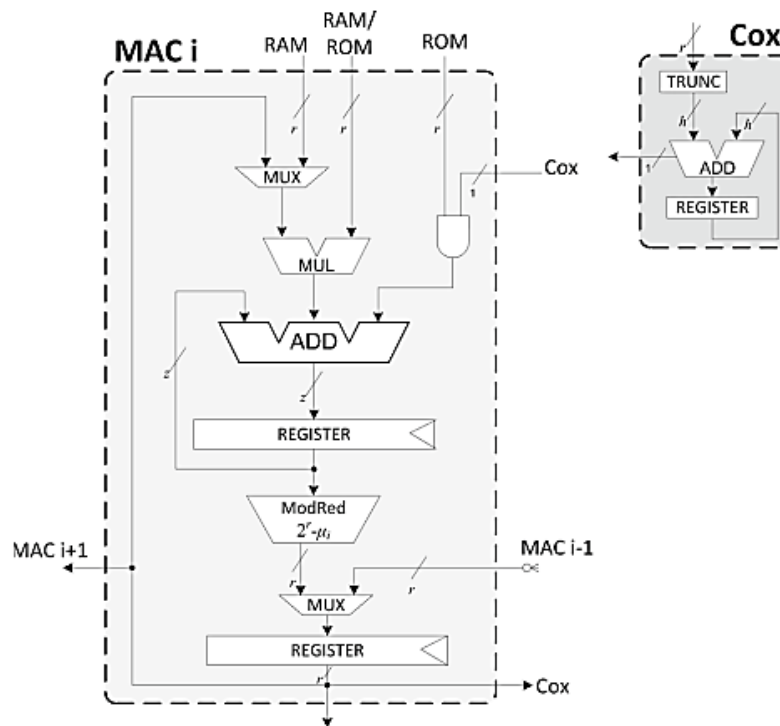 MAC i
RAM
RAM/
ROM
ROM
Cox
r
TRUNC
h
h
ADD
1
REGISTER
r
r
r
MUX
Cox
1
MUL
ADD
z
z
REGISTER
ModRed
2^r-μ_i
MAC i+1
MAC i-1
r
r
MUX
REGISTER
r
Cox